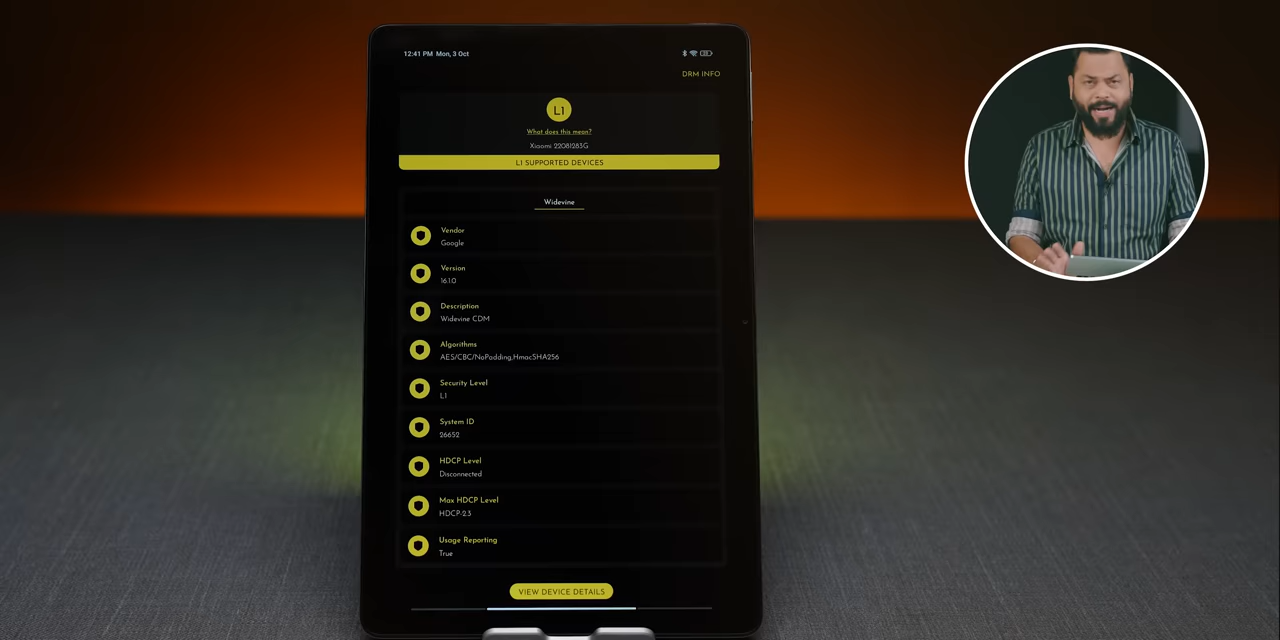 12:41 PM Mon, 3 Oct
DRM INFO
L1
What does this mean?
Xiaomi 22081283G
L1 SUPPORTED DEVICES
Widevine
Vendor
Google
Version
16.1.0
Description
Widevine CDM
Algorithms
AES/CBC/NoPadding,HmacSHA256
Security Level
L1
System ID
26652
HDCP Level
Disconnected
Max HDCP Level
HDCP-2.3
Usage Reporting
True
VIEW DEVICE DETAILS